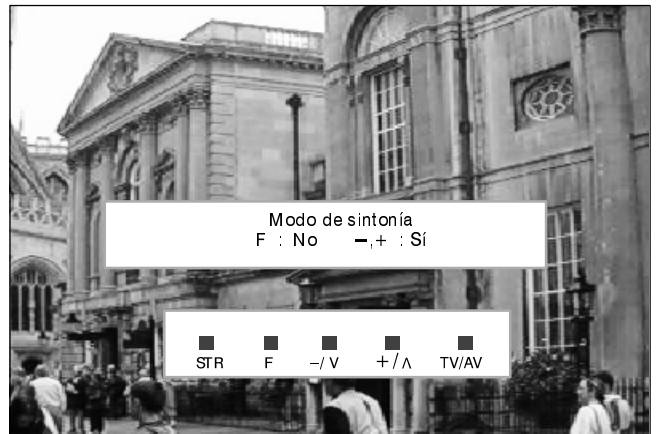 Modo de sintonía
F : No −,+ : Sí
STR F −/∨ +/∧ TV/AV